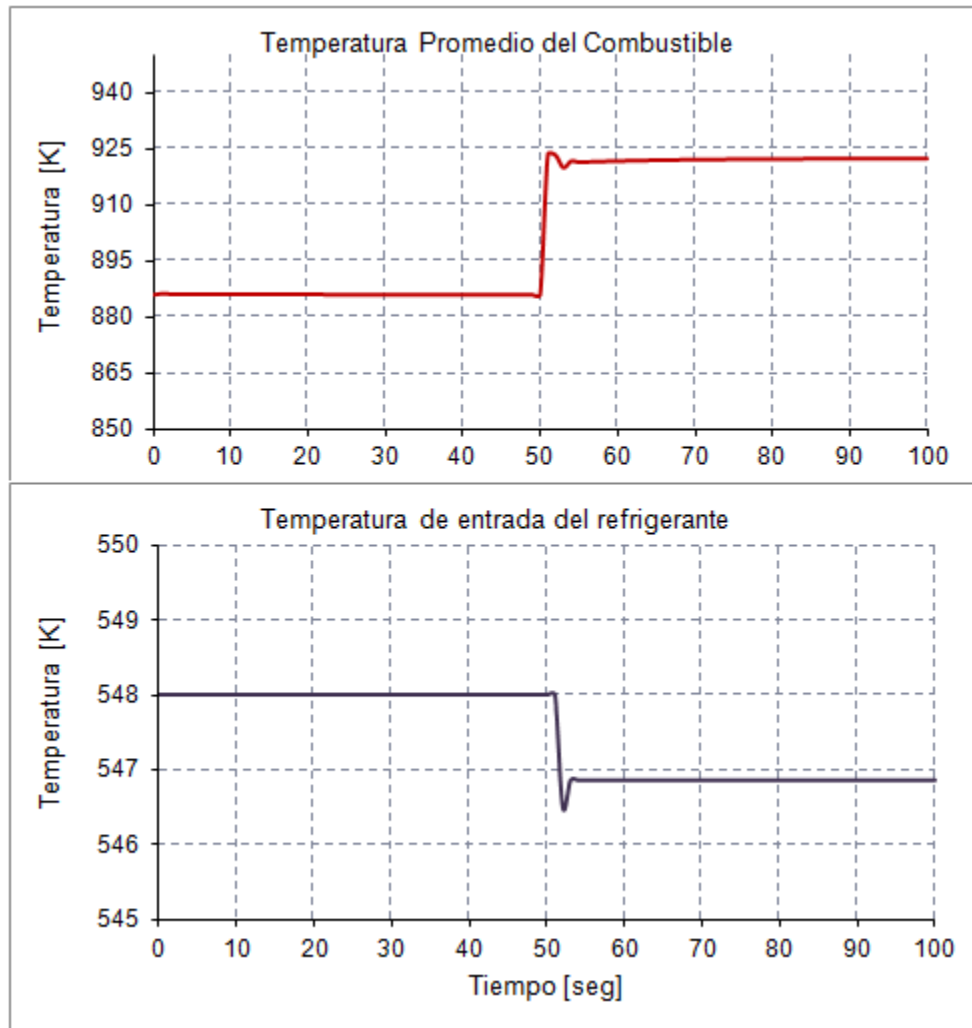 Temperatura Promedio del Combustible
Temperatura [K]
940
925
910
895
880
865
850
0 10 20 30 40 50 60 70 80 90 100
Temperatura de entrada del refrigerante
Temperatura [K]
550
549
548
547
546
545
0 10 20 30 40 50 60 70 80 90 100
Tiempo [seg]